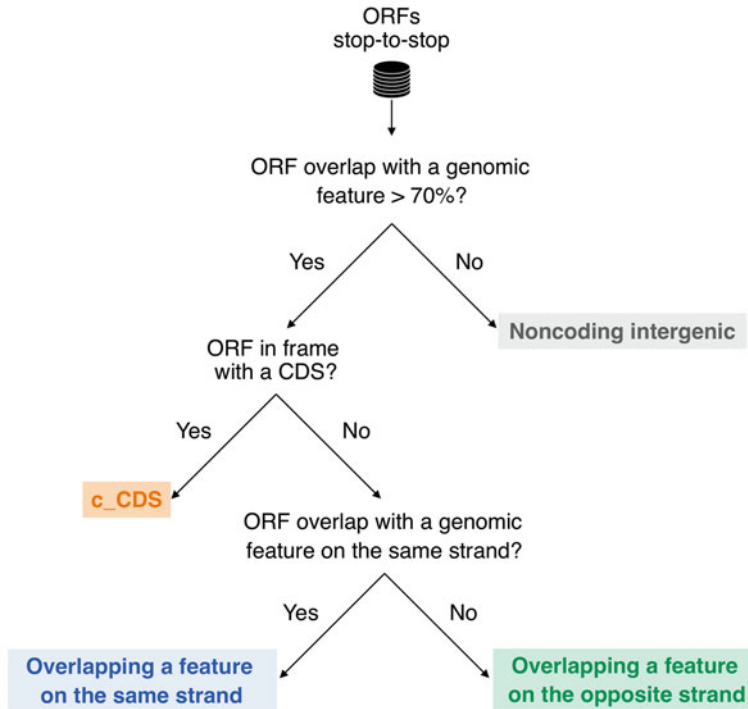 ORFs
stop-to-stop
ORF overlap with a genomic
feature > 70%?
Yes
No
Noncoding intergenic
ORF in frame
with a CDS?
Yes
No
c_CDS
ORF overlap with a genomic
feature on the same strand?
Yes
No
Overlapping a feature
on the same strand
Overlapping a feature
on the opposite strand